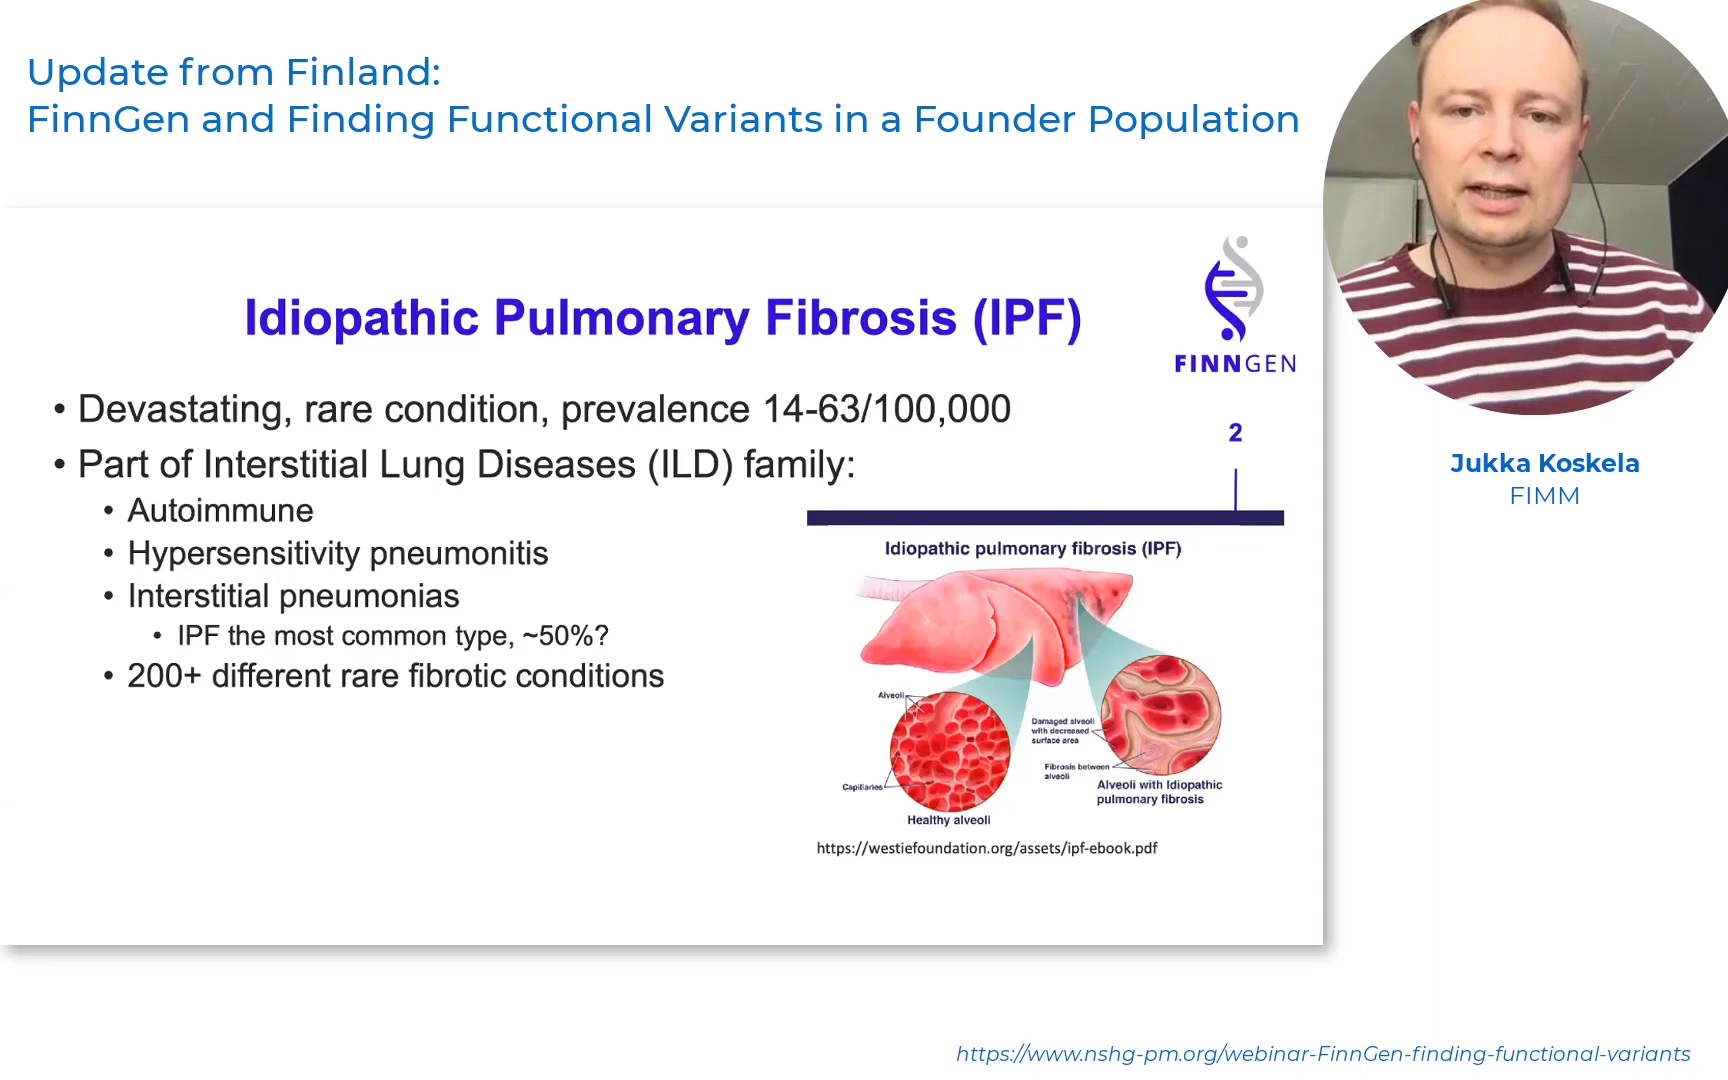 Update from Finland:
FinnGen and Finding Functional Variants in a Founder Population
Idiopathic Pulmonary Fibrosis (IPF)
FINNGEN
• Devastating, rare condition, prevalence 14-63/100,000
• Part of Interstitial Lung Diseases (ILD) family:
• Autoimmune
• Hypersensitivity pneumonitis
• Interstitial pneumonias
• IPF the most common type, ~50%?
• 200+ different rare fibrotic conditions
2
Idiopathic pulmonary fibrosis (IPF)
Alveoli
Capillaries
Healthy alveoli
Damaged alveoli
with decreased
surface area
Fibrosis between
alveoli
Alveoli with Idiopathic
pulmonary fibrosis
https://westiefoundation.org/assets/ipf-ebook.pdf
Jukka Koskela
FIMM
https://www.nshg-pm.org/webinar-FinnGen-finding-functional-variants